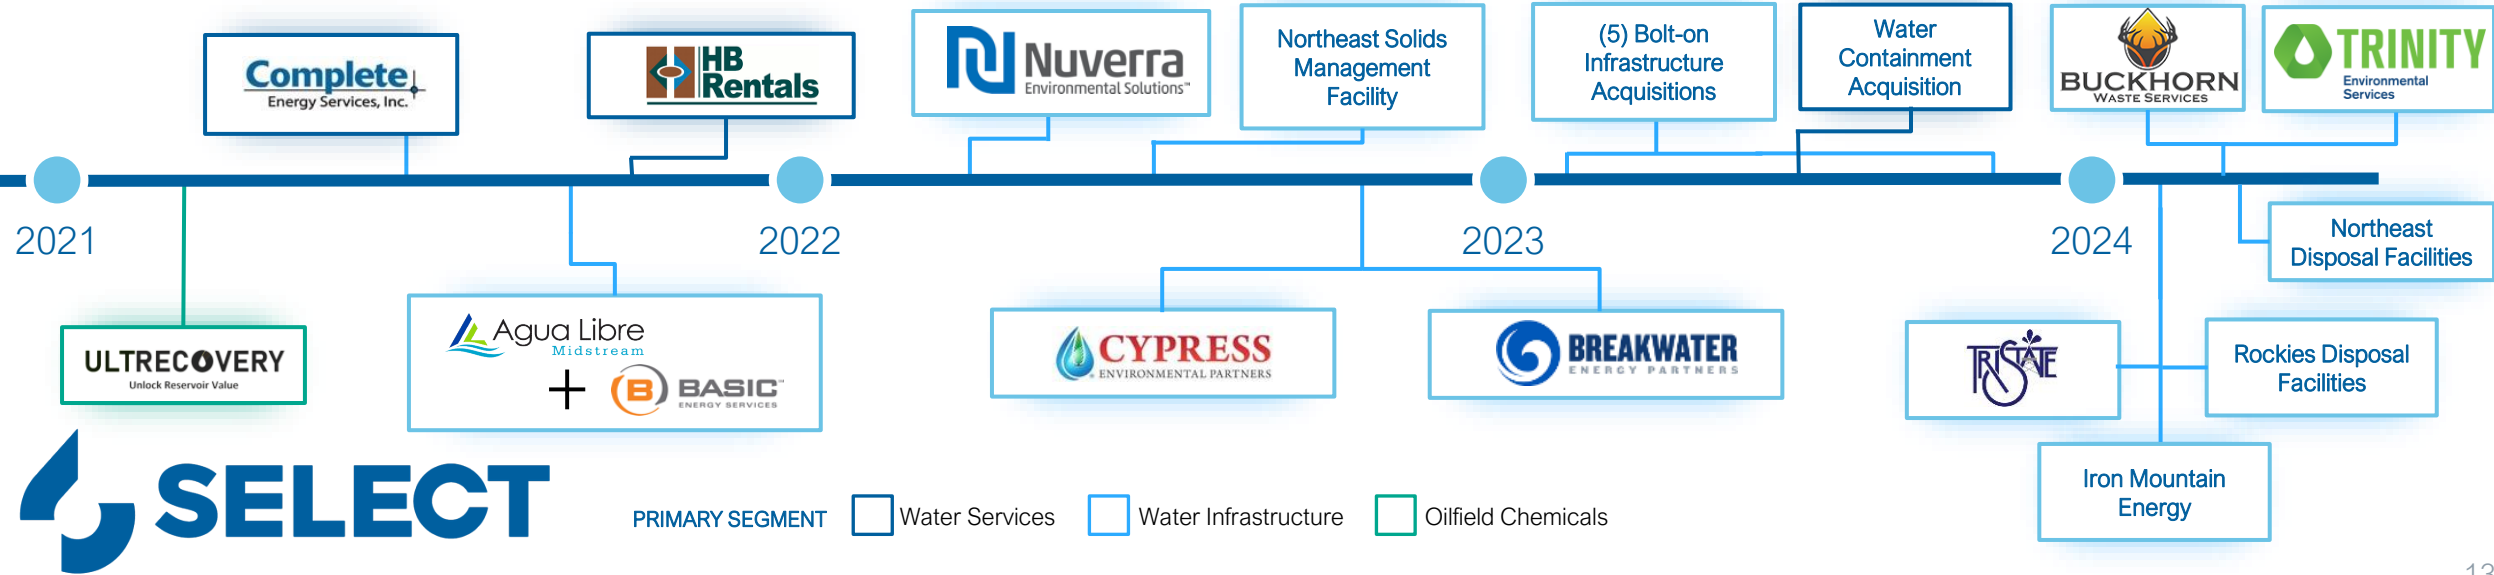 Complete
Energy Services, Inc.
HB
Rentals
Nuverra
Environmental Solutions™
Northeast Solids
Management
Facility
(5) Bolt-on
Infrastructure
Acquisitions
Water
Containment
Acquisition
BUCKHORN
WASTE SERVICES
TRINITY
Environmental
Services
2021
2022
2023
2024
Northeast
Disposal Facilities
ULTRECOVERY
Unlock Reservoir Value
Agua Libre
Midstream
+
B BASIC™
ENERGY SERVICES
CYPRESS
ENVIRONMENTAL PARTNERS
BREAKWATER
ENERGY PARTNERS
TRISTATE
Rockies Disposal
Facilities
Iron Mountain
Energy
SELECT
PRIMARY SEGMENT
Water Services
Water Infrastructure
Oilfield Chemicals
13